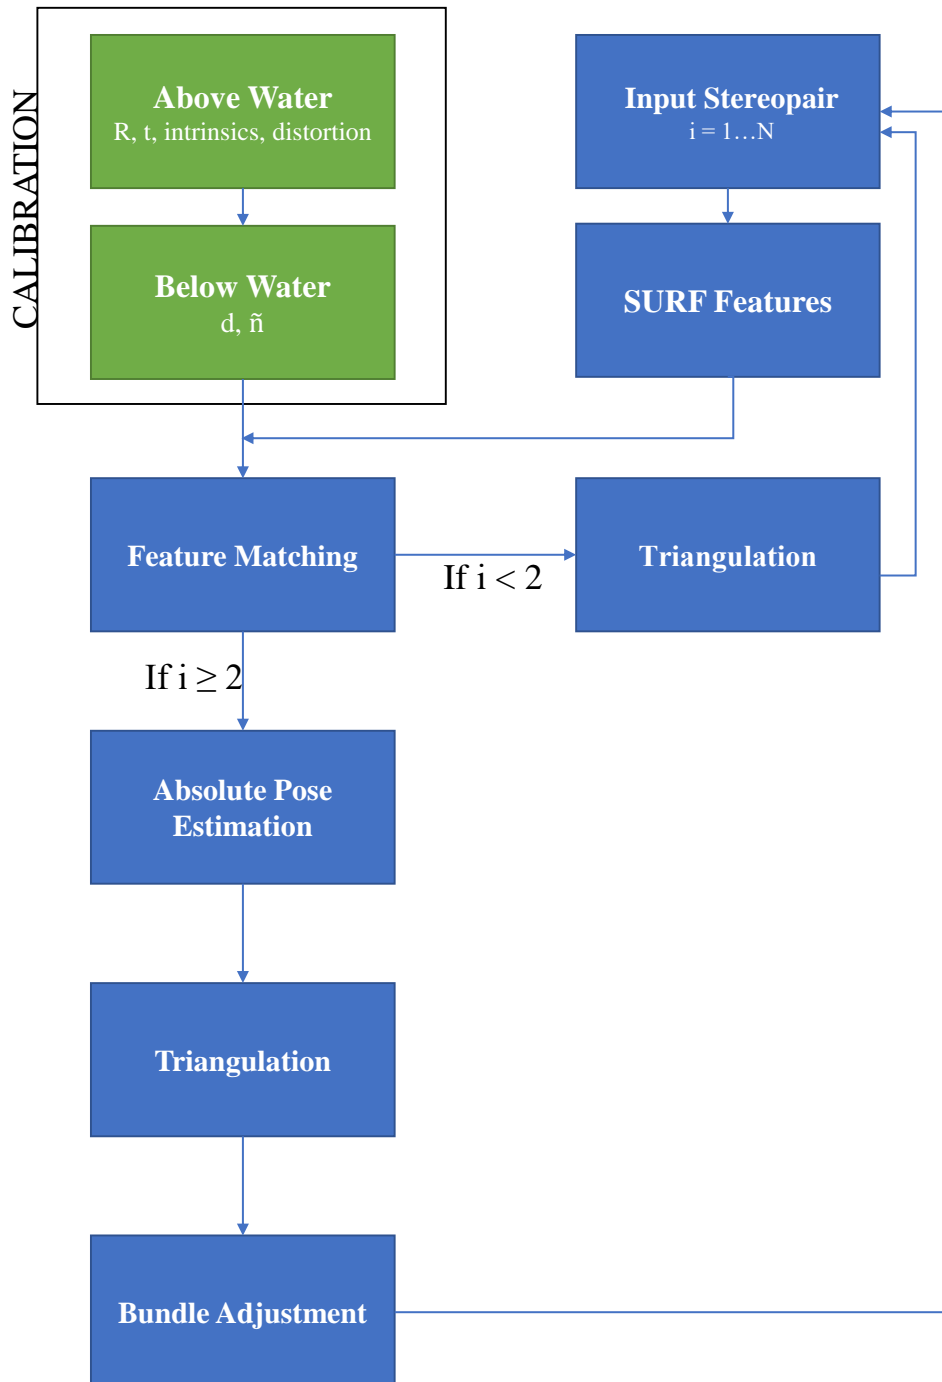 CALIBRATION
Above Water
R, t, intrinsics, distortion
Below Water
d, ñ
Input Stereopair
i = 1…N
SURF Features
Feature Matching
If i < 2
Triangulation
If i ≥ 2
Absolute Pose
Estimation
Triangulation
Bundle Adjustment